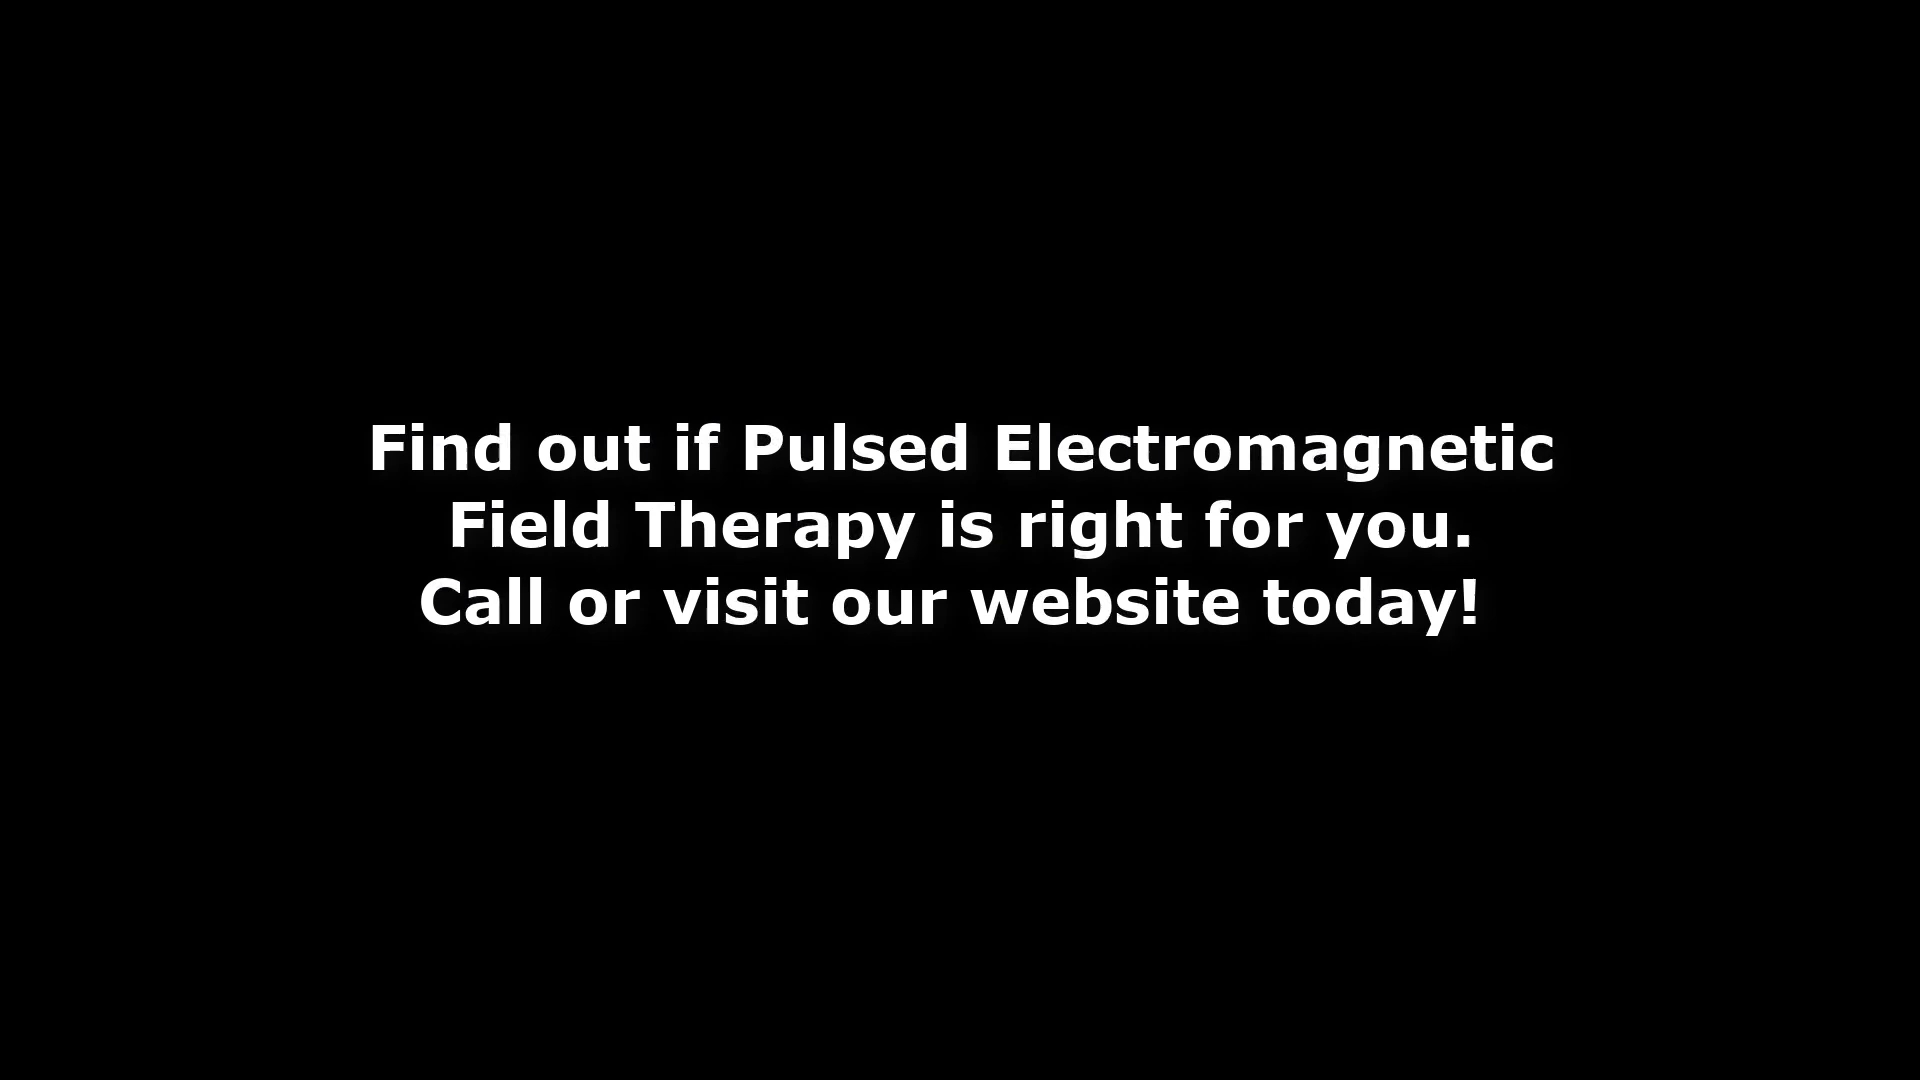 Find out if Pulsed Electromagnetic
Field Therapy is right for you.
Call or visit our website today!